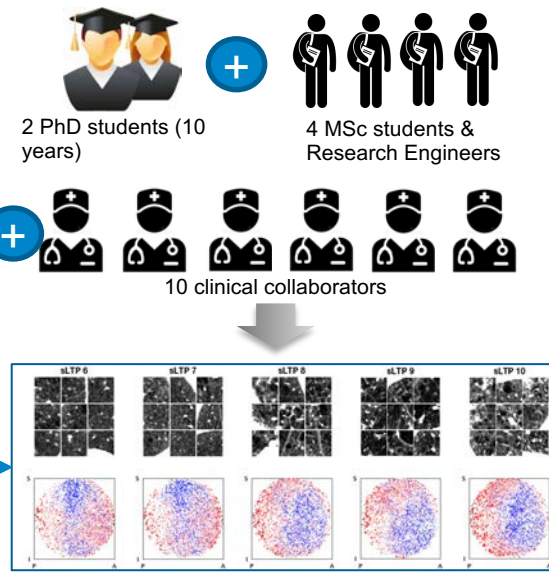 +
2 PhD students (10
years)
4 MSc students &
Research Engineers
+
10 clinical collaborators
sLTP 6 sLTP 7 sLTP 8 sLTP 9 sLTP 10
S S S S S
I I I I I
P A P A P A P A P A